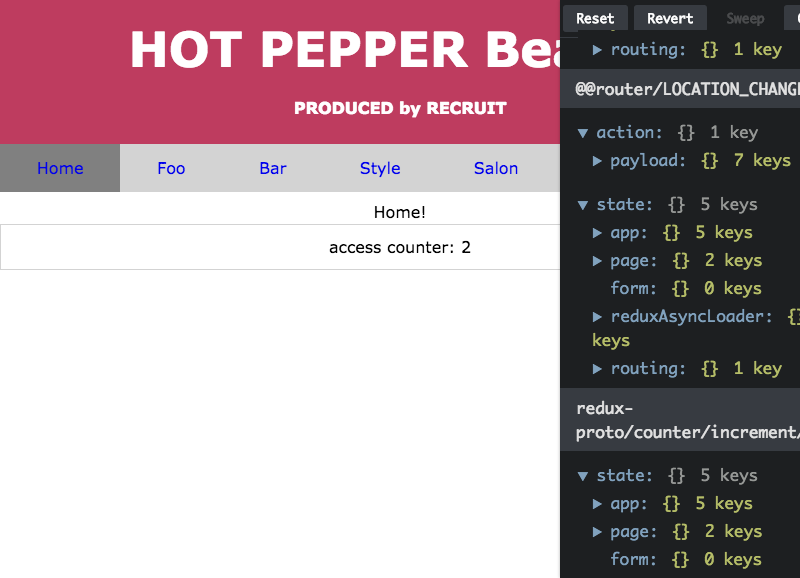 HOT PEPPER Bea
PRODUCED by RECRUIT
Home Foo Bar Style Salon
Home!
access counter: 2
Reset Revert Sweep
routing: {} 1 key
@@router/LOCATION_CHANGE
action: {} 1 key
payload: {} 7 keys
state: {} 5 keys
app: {} 5 keys
page: {} 2 keys
form: {} 0 keys
reduxAsyncLoader: {}
keys
routing: {} 1 key
redux-
proto/counter/increment/
state: {} 5 keys
app: {} 5 keys
page: {} 2 keys
form: {} 0 keys